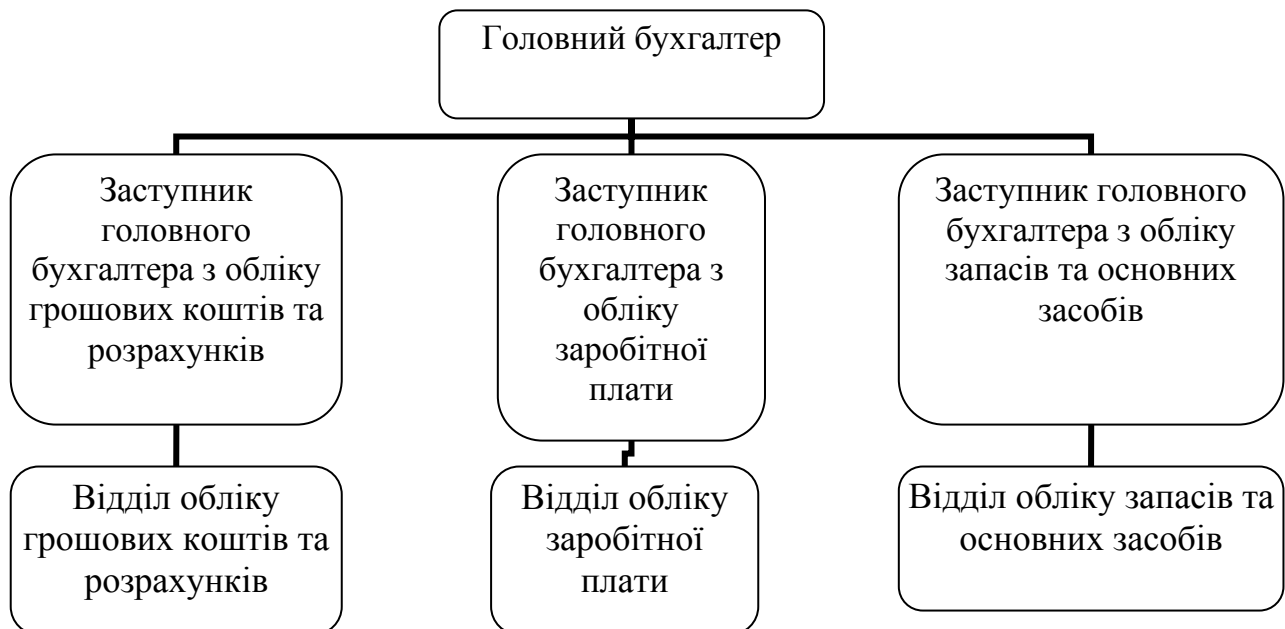 Головний бухгалтер
Заступник
головного
бухгалтера з обліку
грошових коштів та
розрахунків
Заступник
головного
бухгалтера з
обліку
заробітної
плати
Заступник головного
бухгалтера з обліку
запасів та основних
засобів
Відділ обліку
грошових коштів та
розрахунків
Відділ обліку
заробітної
плати
Відділ обліку запасів та
основних засобів